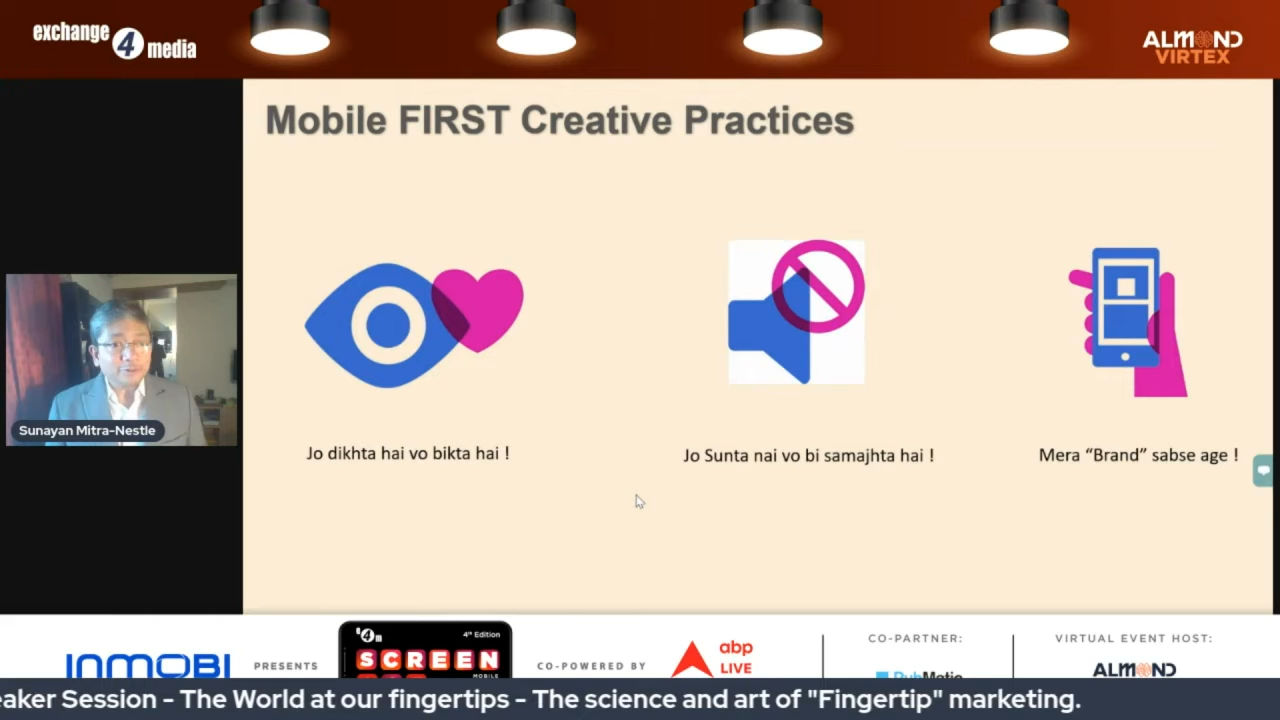 exchange 4 media
ALMOND
VIRTEX
Mobile FIRST Creative Practices
Jo dikhta hai vo bikta hai !
Jo Sunta nai vo bi samajhta hai !
Mera “Brand” sabse age !
Sunayan Mitra-Nestle
INMOBI
PRESENTS
e4m
4th Edition
SCREEN
MOBILE
CO-POWERED BY
abp
LIVE
CO-PARTNER:
PubMatic
VIRTUAL EVENT HOST:
ALMOND
eaker Session - The World at our fingertips - The science and art of "Fingertip" marketing.